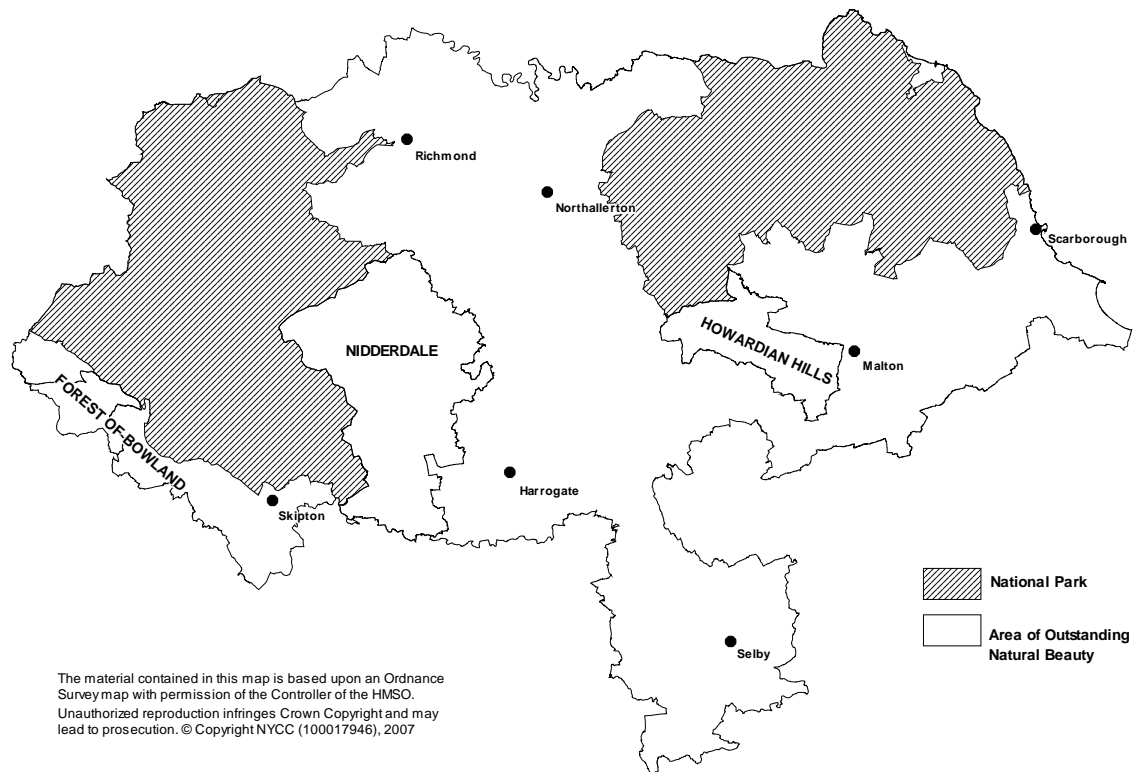 Richmond
Northallerton
Scarborough
NIDDERDALE
HOWARDIAN HILLS
Malton
FOREST OF-BOWLAND
Harrogate
Skipton
National Park
Area of Outstanding
Natural Beauty
Selby
The material contained in this map is based upon an Ordnance
Survey map with permission of the Controller of the HMSO.
Unauthorized reproduction infringes Crown Copyright and may
lead to prosecution. © Copyright NYCC (100017946), 2007